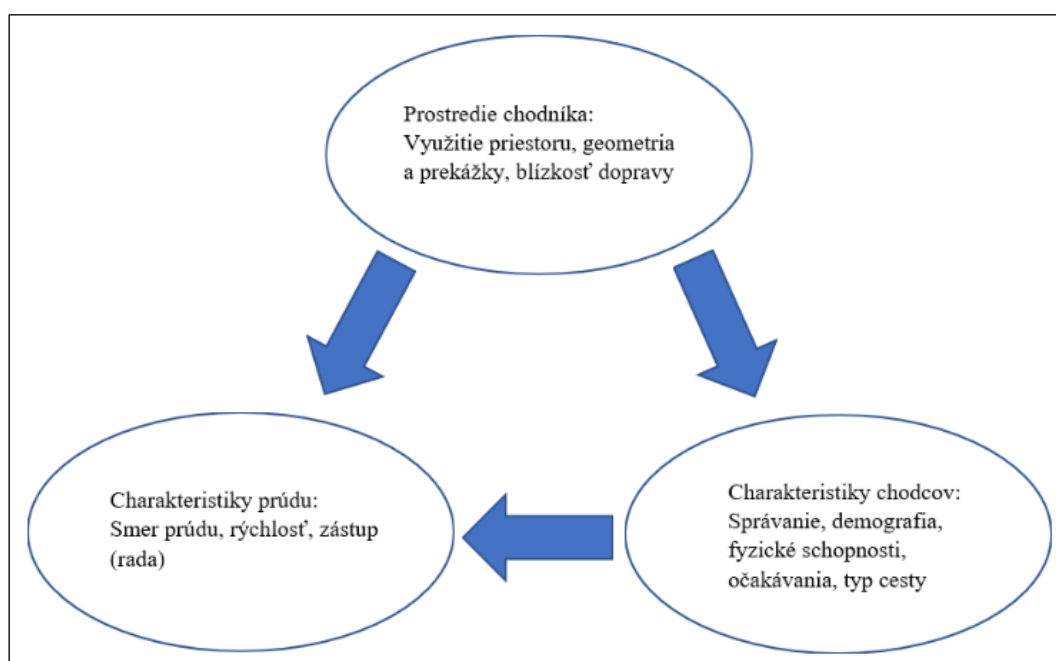 Prostredie chodníka:
Využitie priestoru, geometria
a prekážky, blízkosť dopravy
Charakteristiky prúdu:
Smer prúdu, rýchlosť, zástup
(rada)
Charakteristiky chodcov:
Správanie, demografia,
fyzické schopnosti,
očakávania, typ cesty